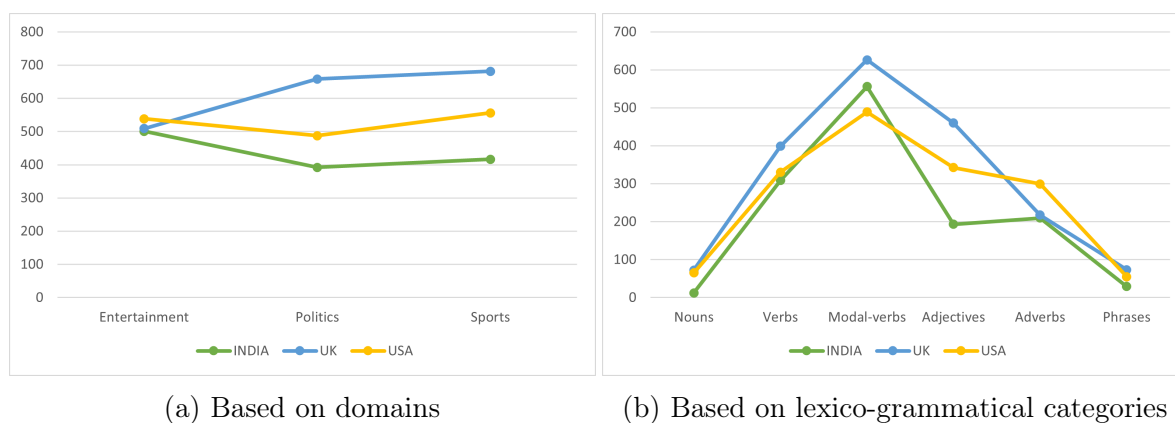 800
700
600
500
400
300
200
100
0
Entertainment Politics Sports
INDIA UK USA
(a) Based on domains
700
600
500
400
300
200
100
0
Nouns Verbs Modal-verbs Adjectives Adverbs Phrases
INDIA UK USA
(b) Based on lexico-grammatical categories